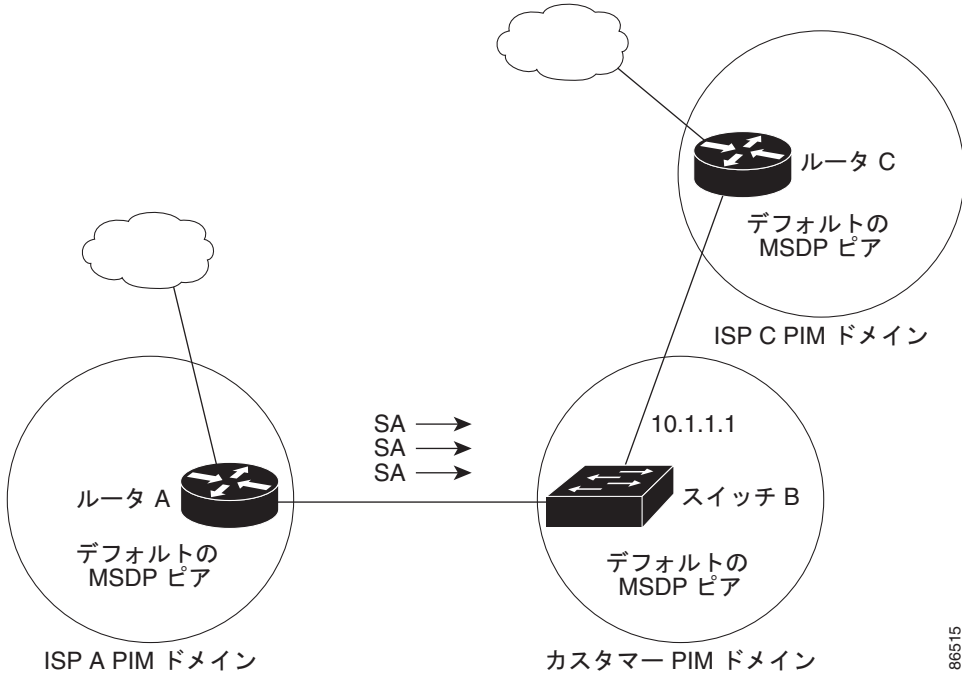 ルータ C
デフォルトの
MSDP ピア
ISP C PIM ドメイン
SA
SA
SA
10.1.1.1
ルータ A
スイッチ B
デフォルトの
MSDP ピア
デフォルトの
MSDP ピア
ISP A PIM ドメイン
カスタマー PIM ドメイン
86515